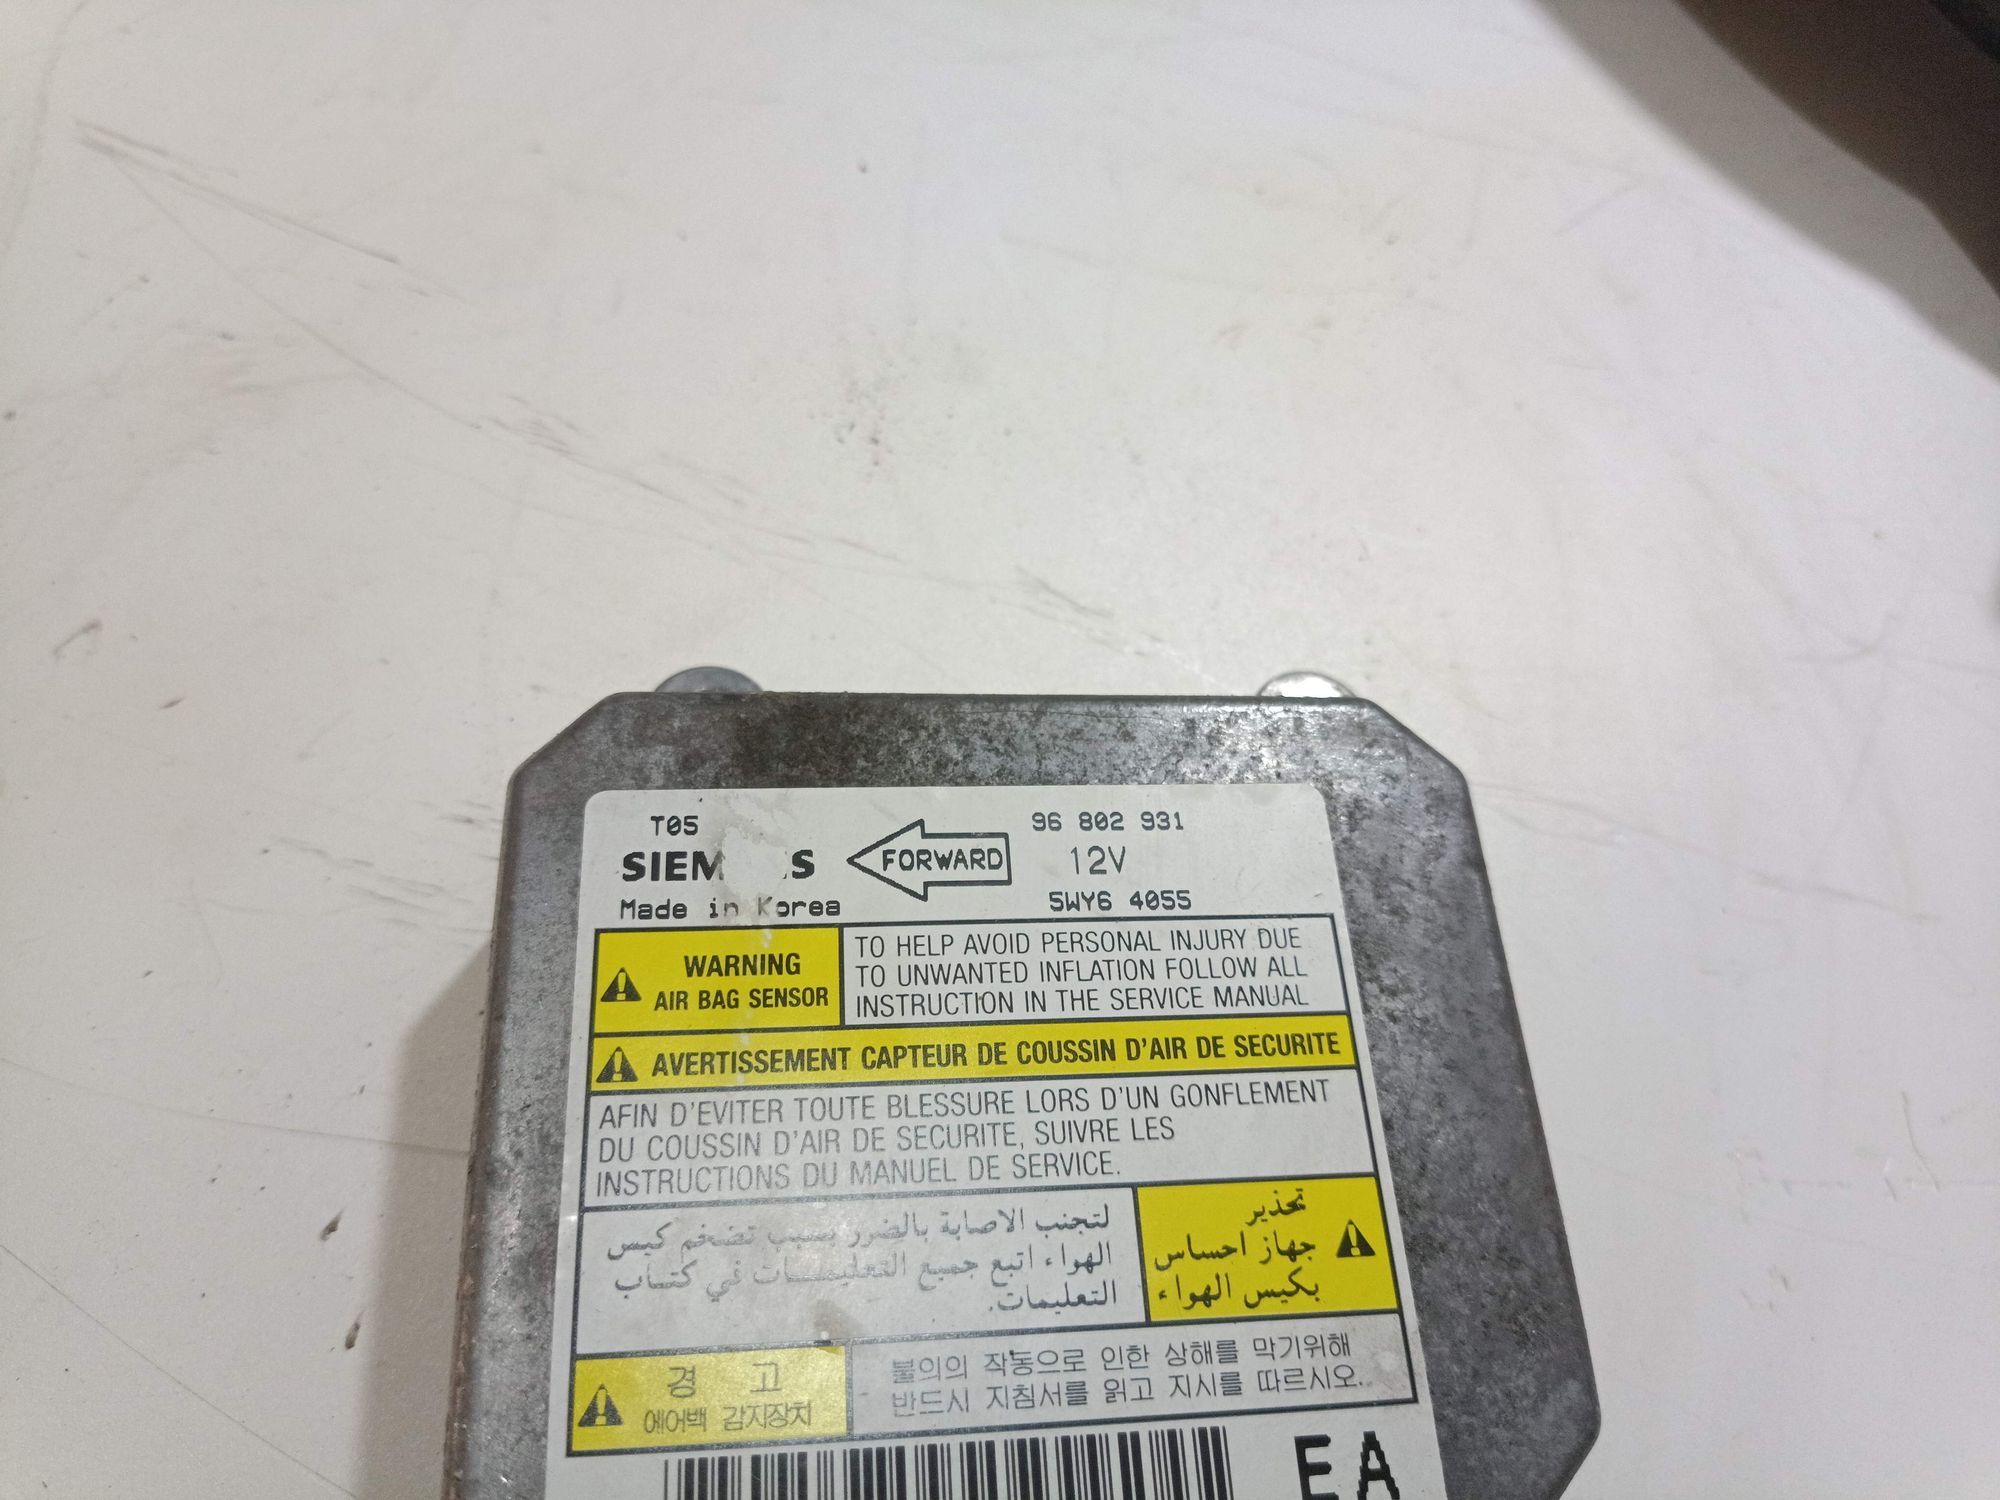 T05
FORWARD
96 802 931
12V
Made in Korea
5WY6 4055
WARNING
AIR BAG SENSOR
TO HELP AVOID PERSONAL INJURY DUE
TO UNWANTED INFLATION FOLLOW ALL
INSTRUCTION IN THE SERVICE MANUAL
AVERTISSEMENT CAPTEUR DE COUSSIN D'AIR DE SECURITE
AFIN D'EVITER TOUTE BLESSURE LORS D'UN GONFLEMENT
DU COUSSIN D'AIR DE SECURITE, SUIVRE LES
INSTRUCTIONS DU MANUEL DE SERVICE.
تحذير
جهاز احساس
بكيس الهواء
لتجنب الاصابة بالضرر بسبب تضخم كيس
الهواء اتبع جميع التعليمات في كتاب
التعليمات.
경 고
에어백 감지장치
불의의 작동으로 인한 상해를 막기위해
반드시 지침서를 읽고 지시를 따르시오.
EA